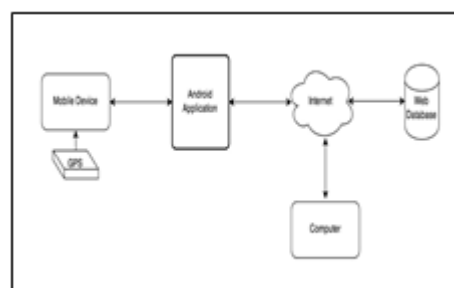 Mobile Device
Android
Application
Internet
Web
Database
GPS
Computer